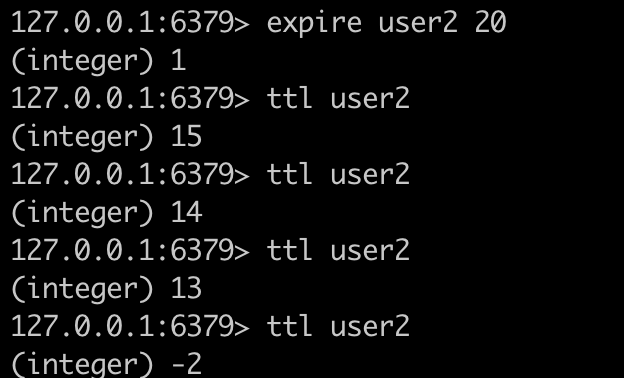 127.0.0.1:6379> expire user2 20
(integer) 1
127.0.0.1:6379> ttl user2
(integer) 15
127.0.0.1:6379> ttl user2
(integer) 14
127.0.0.1:6379> ttl user2
(integer) 13
127.0.0.1:6379> ttl user2
(integer) -2